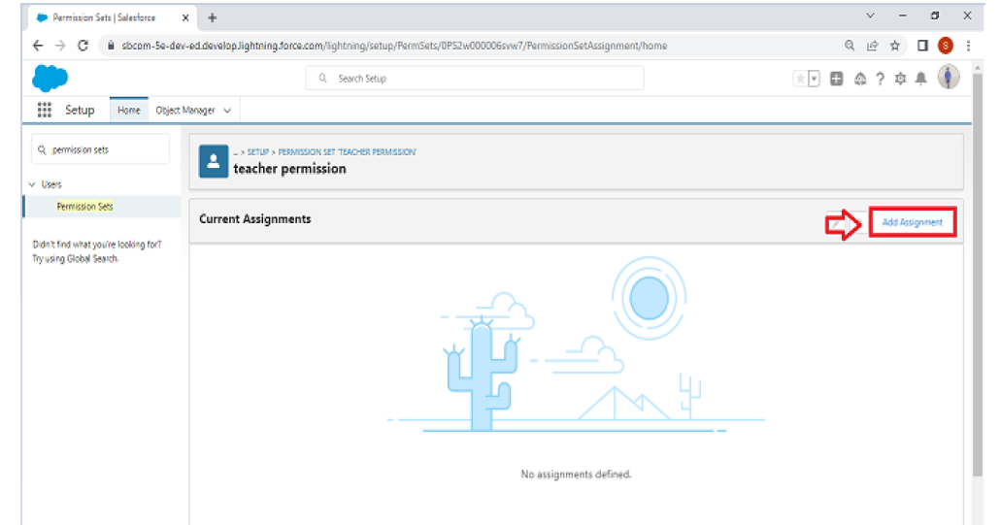 Permission Sets | Salesforce
sbcom-5e-dev-ed.develop.lightning.force.com/lightning/setup/PermSets/0PS2w000006svw7/PermissionSetAssignment/home
S
Search Setup
Setup Home Object Manager
permission sets
Users
Permission Sets
Didn't find what you're looking for?
Try using Global Search.
... > SETUP > PERMISSION SET 'TEACHER PERMISSION'
teacher permission
Current Assignments
Add Assignment
No assignments defined.